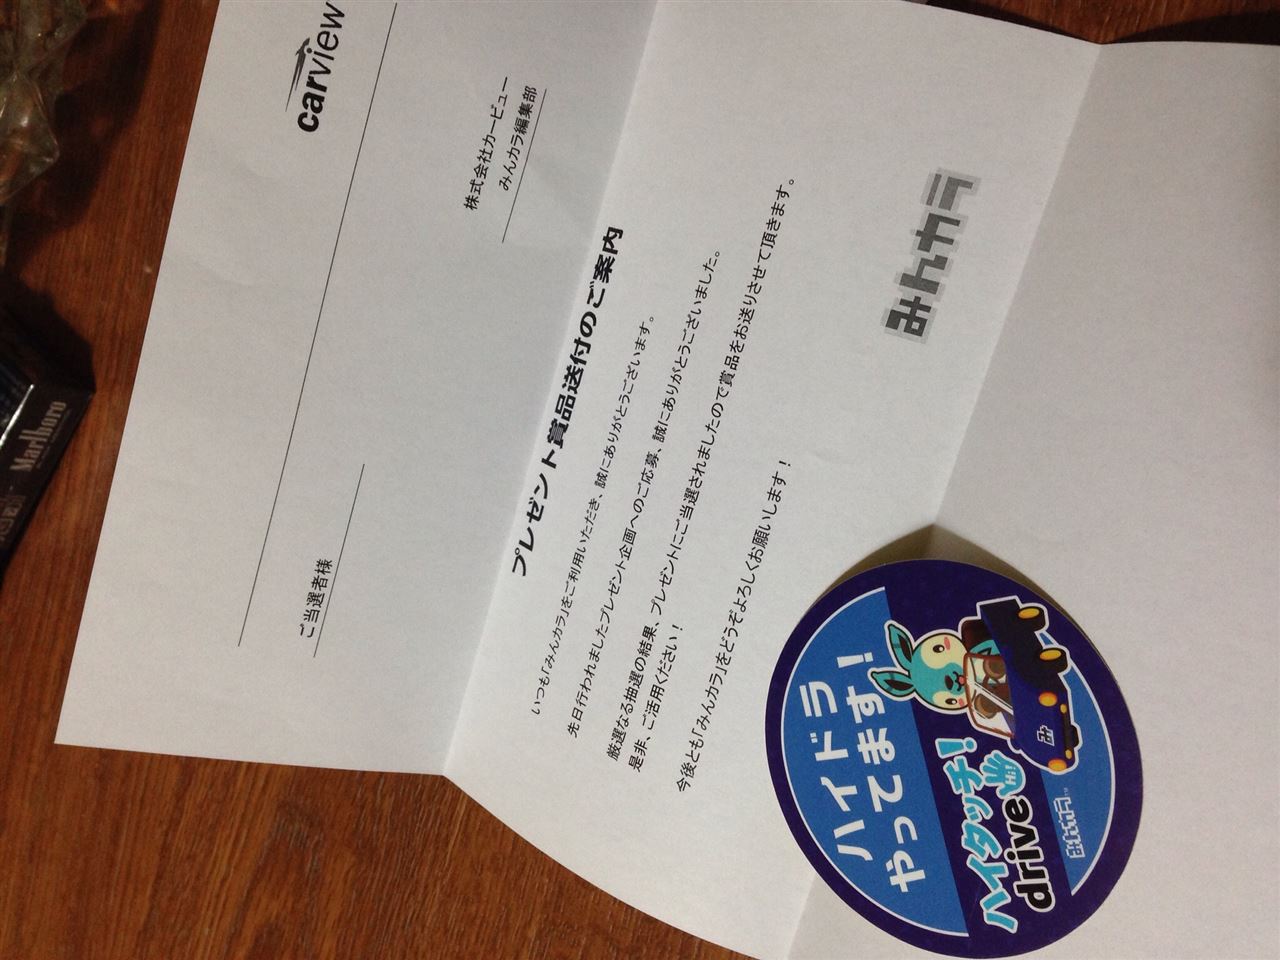 carview
株式会社カービュー
みんカラ編集部
ご当選者様
プレゼント賞品送付のご案内
いつも「みんカラ」をご利用いただき、誠にありがとうございます。
先日行われましたプレゼント企画へのご応募、誠にありがとうございました。
厳選なる抽選の結果、プレゼントにご当選されましたので賞品をお送りさせて頂きます。
是非、ご活用ください！
今後とも「みんカラ」をどうぞよろしくお願いします！
みんカラ
ハイドラ
やってます！
ハイタッチ！
drive
Hi!
みんカラ™
み
Marlboro